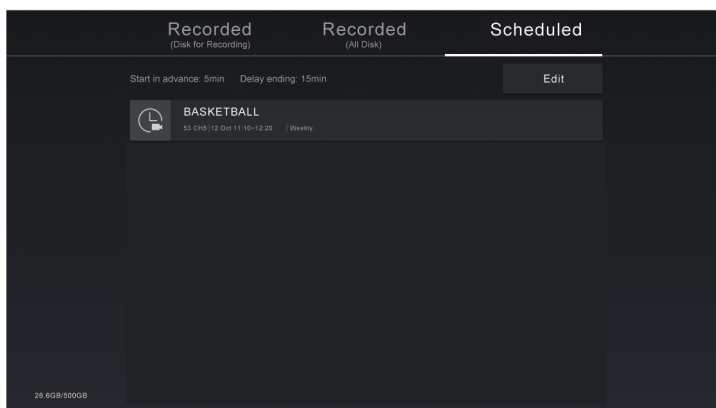 Recorded
(Disk for Recording)
Recorded
(All Disk)
Scheduled
Start in advance: 5min Delay ending: 15min
Edit
BASKETBALL
53 CH5|12.Oct 11:10~12:20 |Weekly
26.6GB/500GB